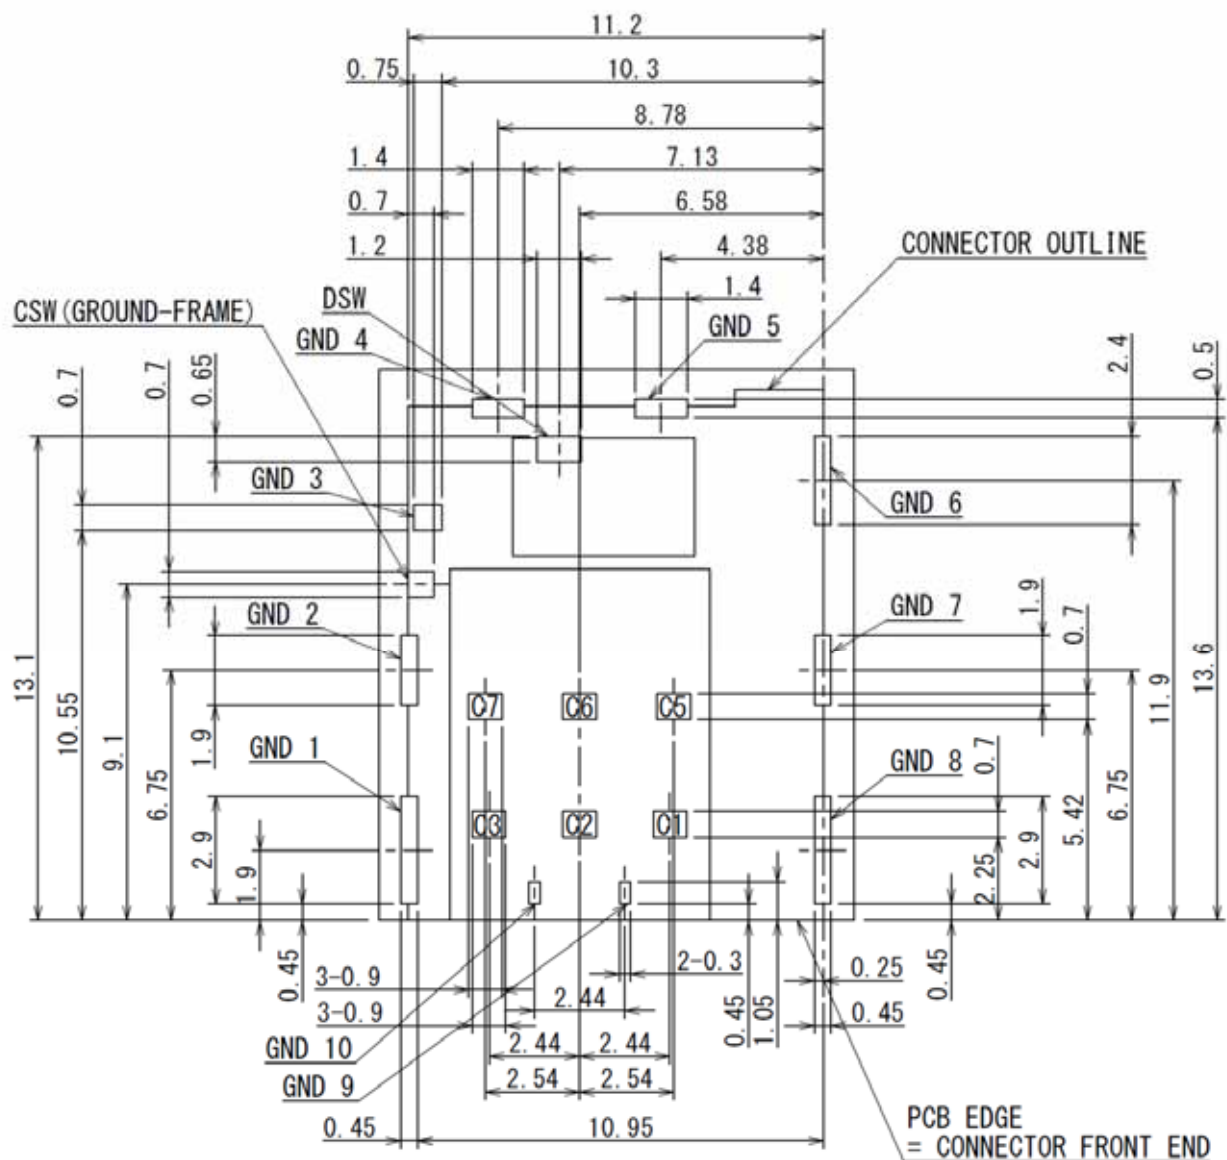 11.2
0.75
10.3
8.78
1.4
7.13
0.7
6.58
1.2
4.38
CONNECTOR OUTLINE
DSW
1.4
CSW(GROUND-FRAME)
GND 4
GND 5
0.7
0.7
0.65
2.4
0.5
GND 3
GND 6
GND 2
GND 7
1.9
0.7
13.1
10.55
9.1
6.75
1.9
C7
C6
C5
11.9
13.6
GND 1
GND 8
0.7
5.42
6.75
2.9
1.9
C3
C2
C1
2.25
2.9
0.45
3-0.9
2-0.3
0.25
0.45
2.44
0.45
1.05
3-0.9
0.45
GND 10
2.44
2.44
GND 9
2.54
2.54
0.45
10.95
PCB EDGE
= CONNECTOR FRONT END